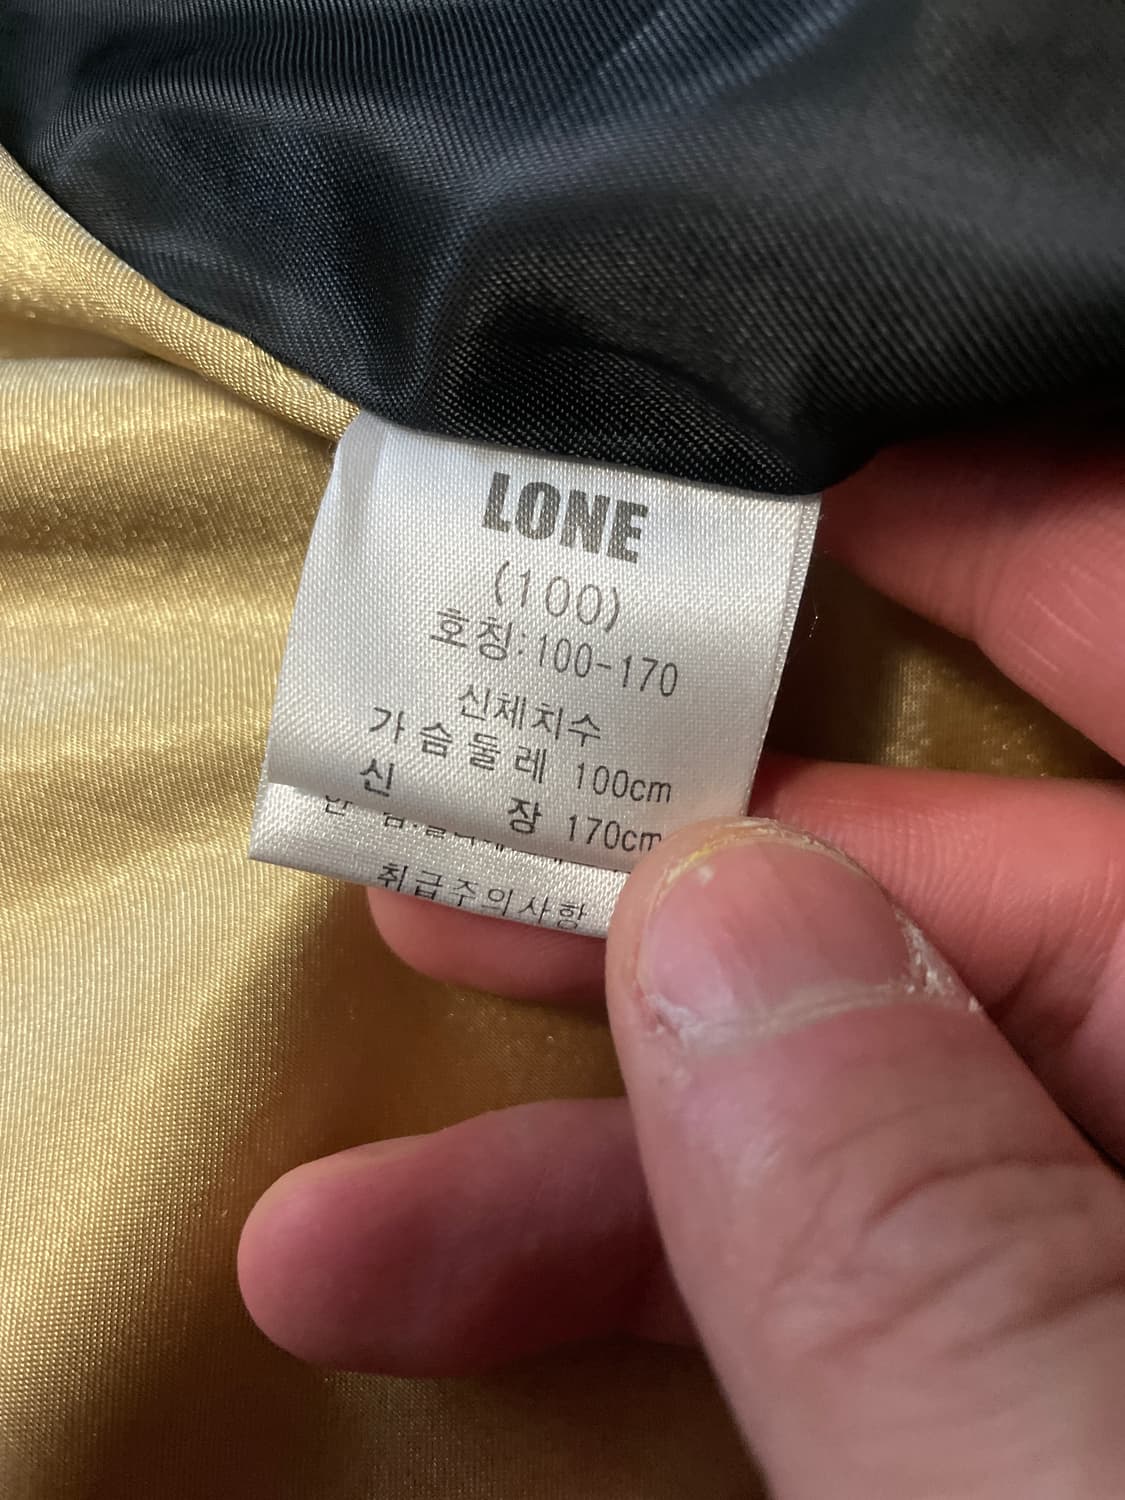 LONE
(100)
호칭:100-170
신체치수
가슴둘레 100cm
신 장 170cm
취급주의사항